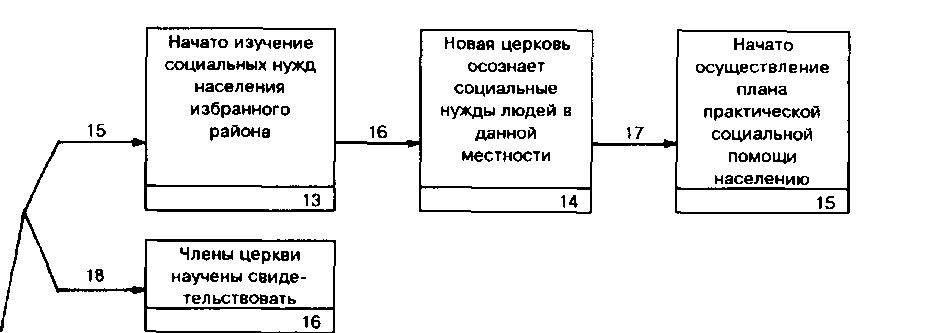 15
Начато изучение
социальных нужд
населения
избранного
района
13
16
Новая церковь
осознает
социальные
нужды людей в
данной
местности
14
17
Начато
осуществление
плана
практической
социальной
помощи
населению
15
18
Члены церкви
научены свиде-
тельствовать
16